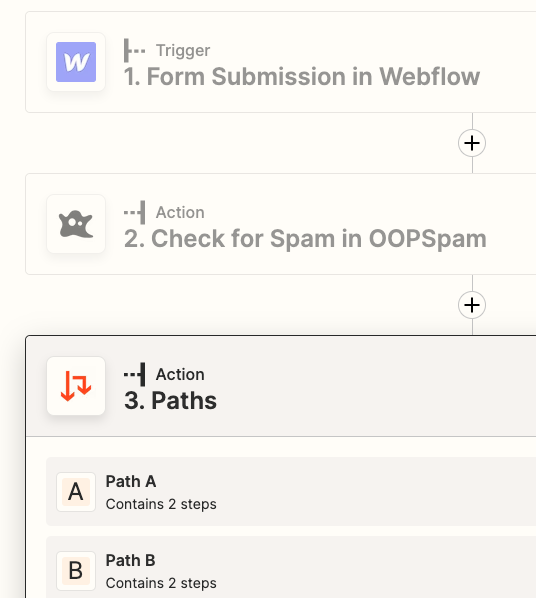 Trigger
1. Form Submission in Webflow
Action
2. Check for Spam in OOPSpam
Action
3. Paths
A
Path A
Contains 2 steps
B
Path B
Contains 2 steps